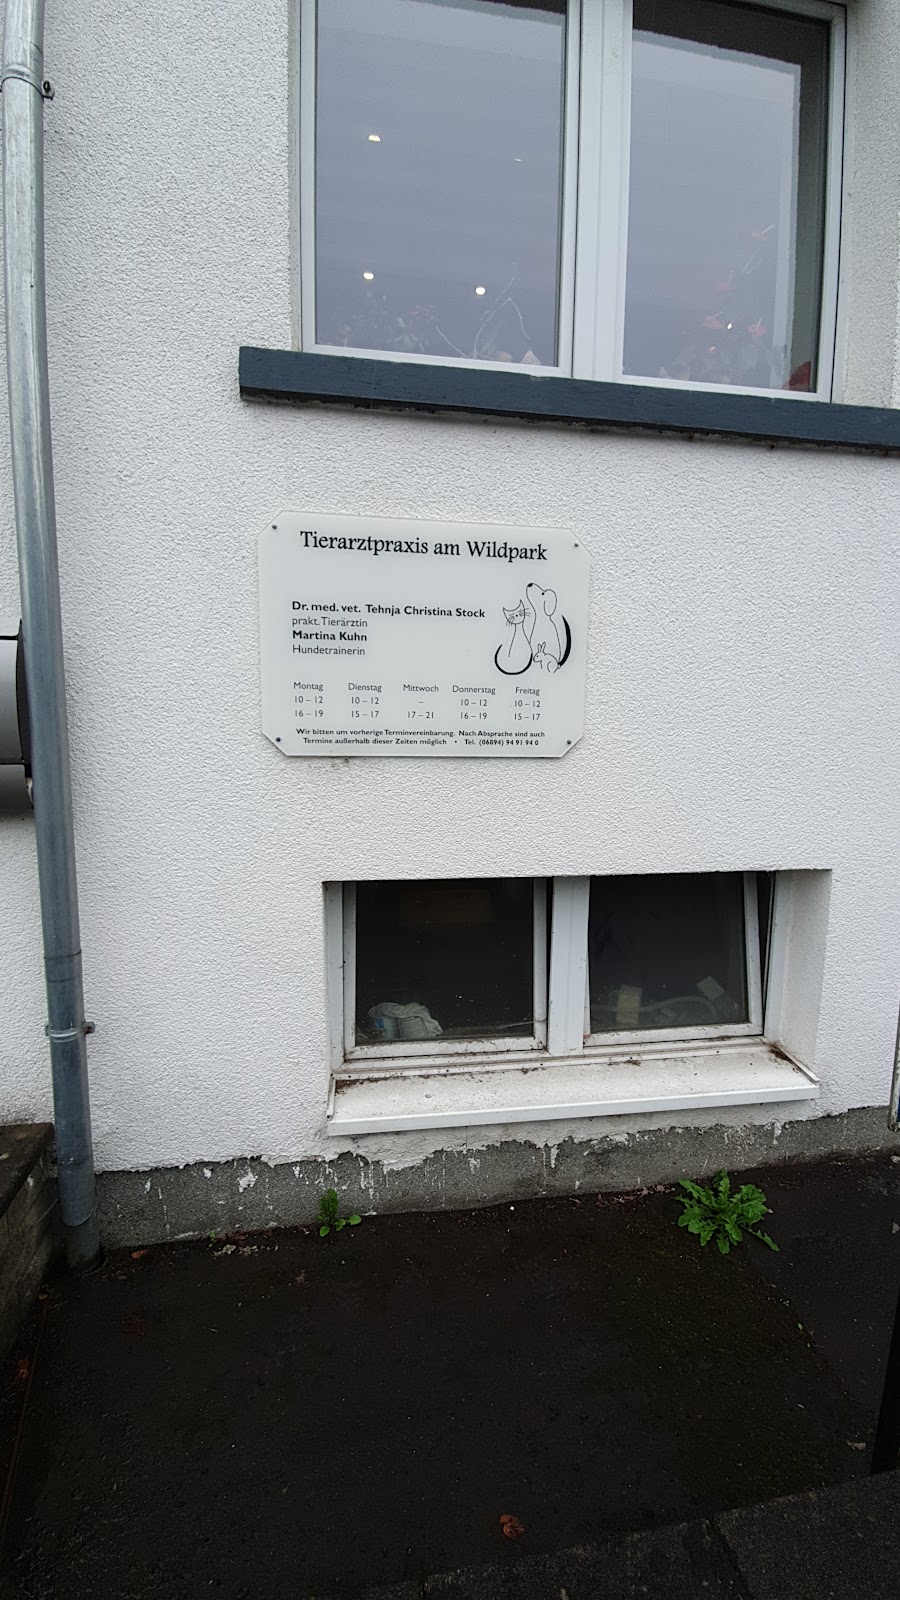 Tierarztpraxis am Wildpark
Dr. med. vet. Tehnja Christina Stock
prakt. Tierärztin
Martina Kuhn
Hundetrainerin
Montag Dienstag Mittwoch Donnerstag Freitag
10 – 12 10 – 12 – 10 – 12 10 – 12
16 – 19 15 – 17 17 – 21 16 – 19 15 – 17
Wir bitten um vorherige Terminvereinbarung. Nach Absprache sind auch
Termine außerhalb dieser Zeiten möglich • Tel. (06894) 94 91 94 0